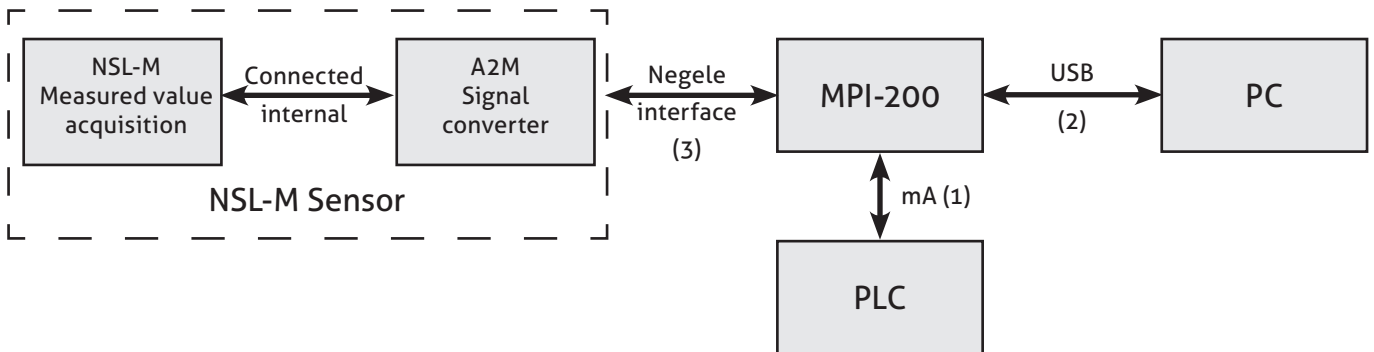 NSL-M
Measured value
acquisition
Connected
internal
A2M
Signal
converter
NSL-M Sensor
Negele
interface
(3)
MPI-200
USB
(2)
PC
mA (1)
PLC